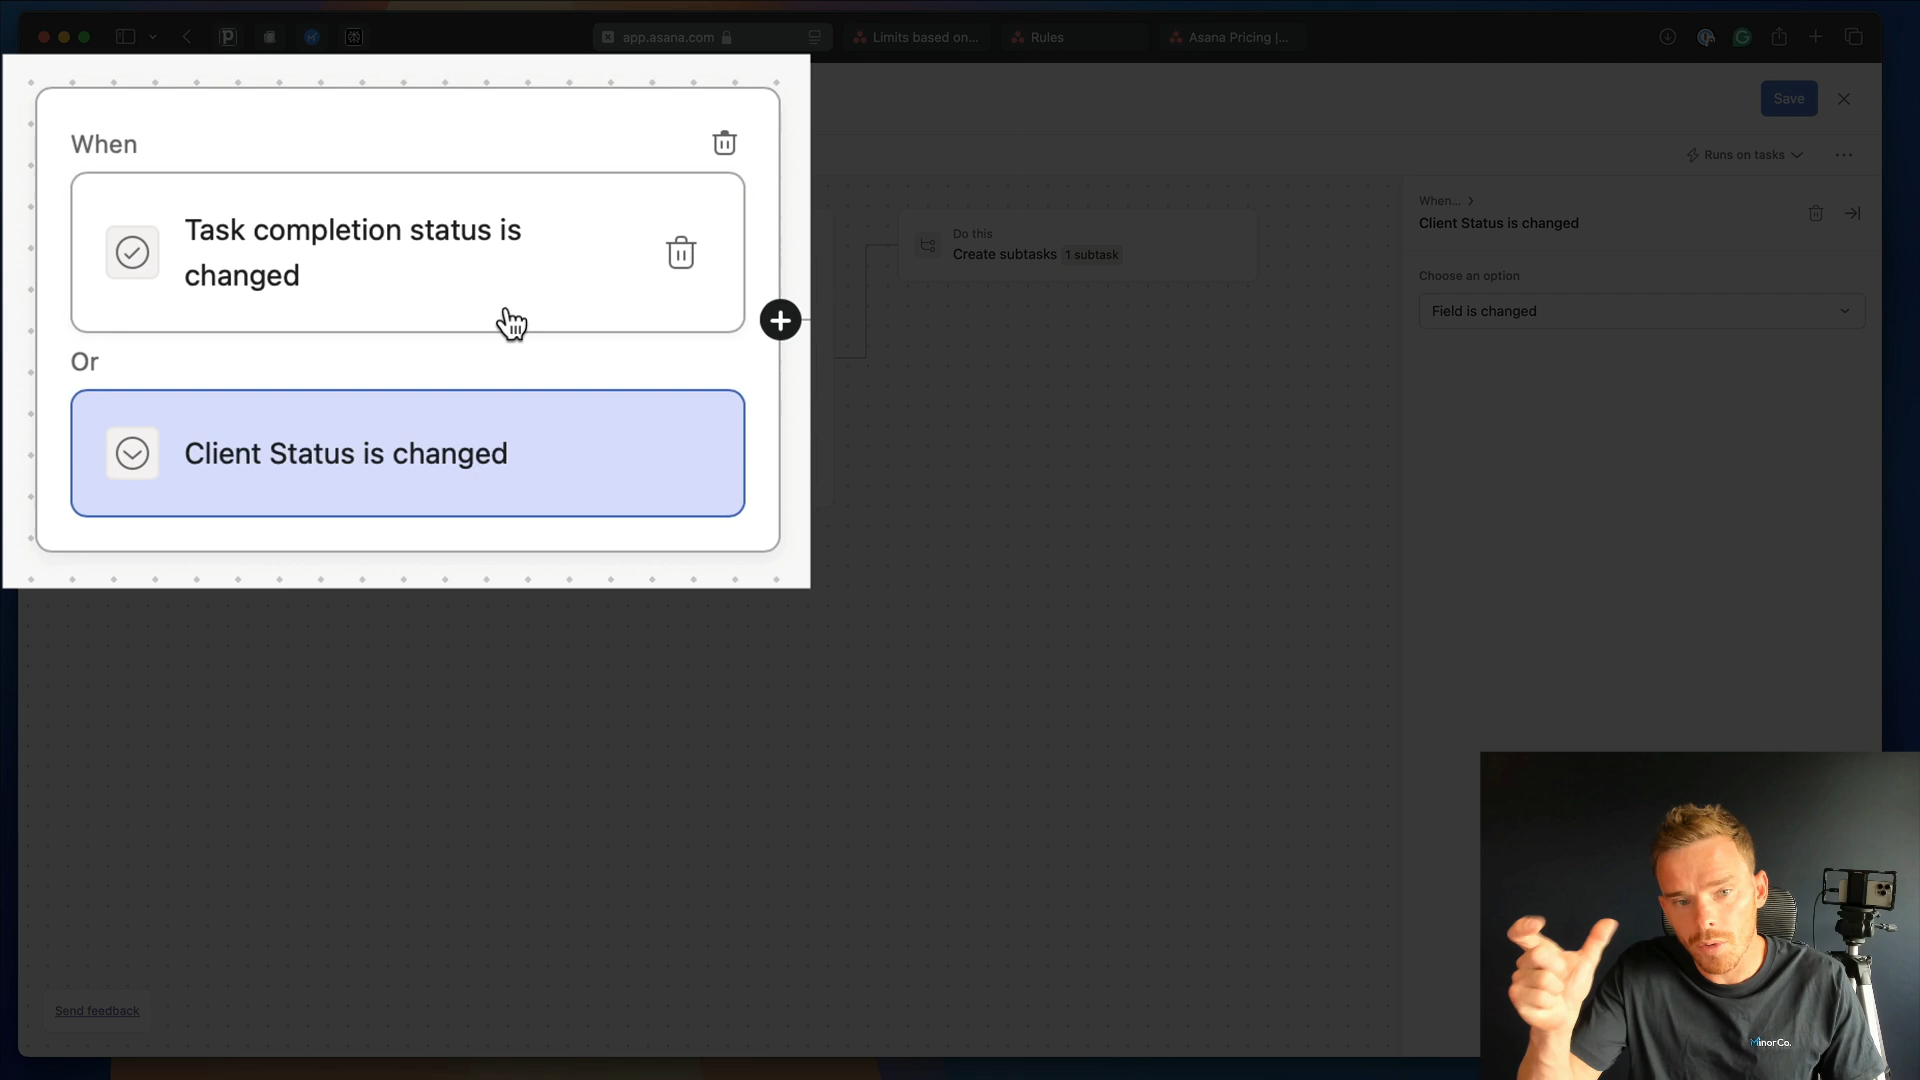 app.asana.com
Limits based on...
Rules
Asana Pricing |...
Save
Runs on tasks
When
Task completion status is
changed
Or
Client Status is changed
Do this
Create subtasks 1 subtask
When...
Client Status is changed
Choose an option
Field is changed
Send feedback
MinorCo.